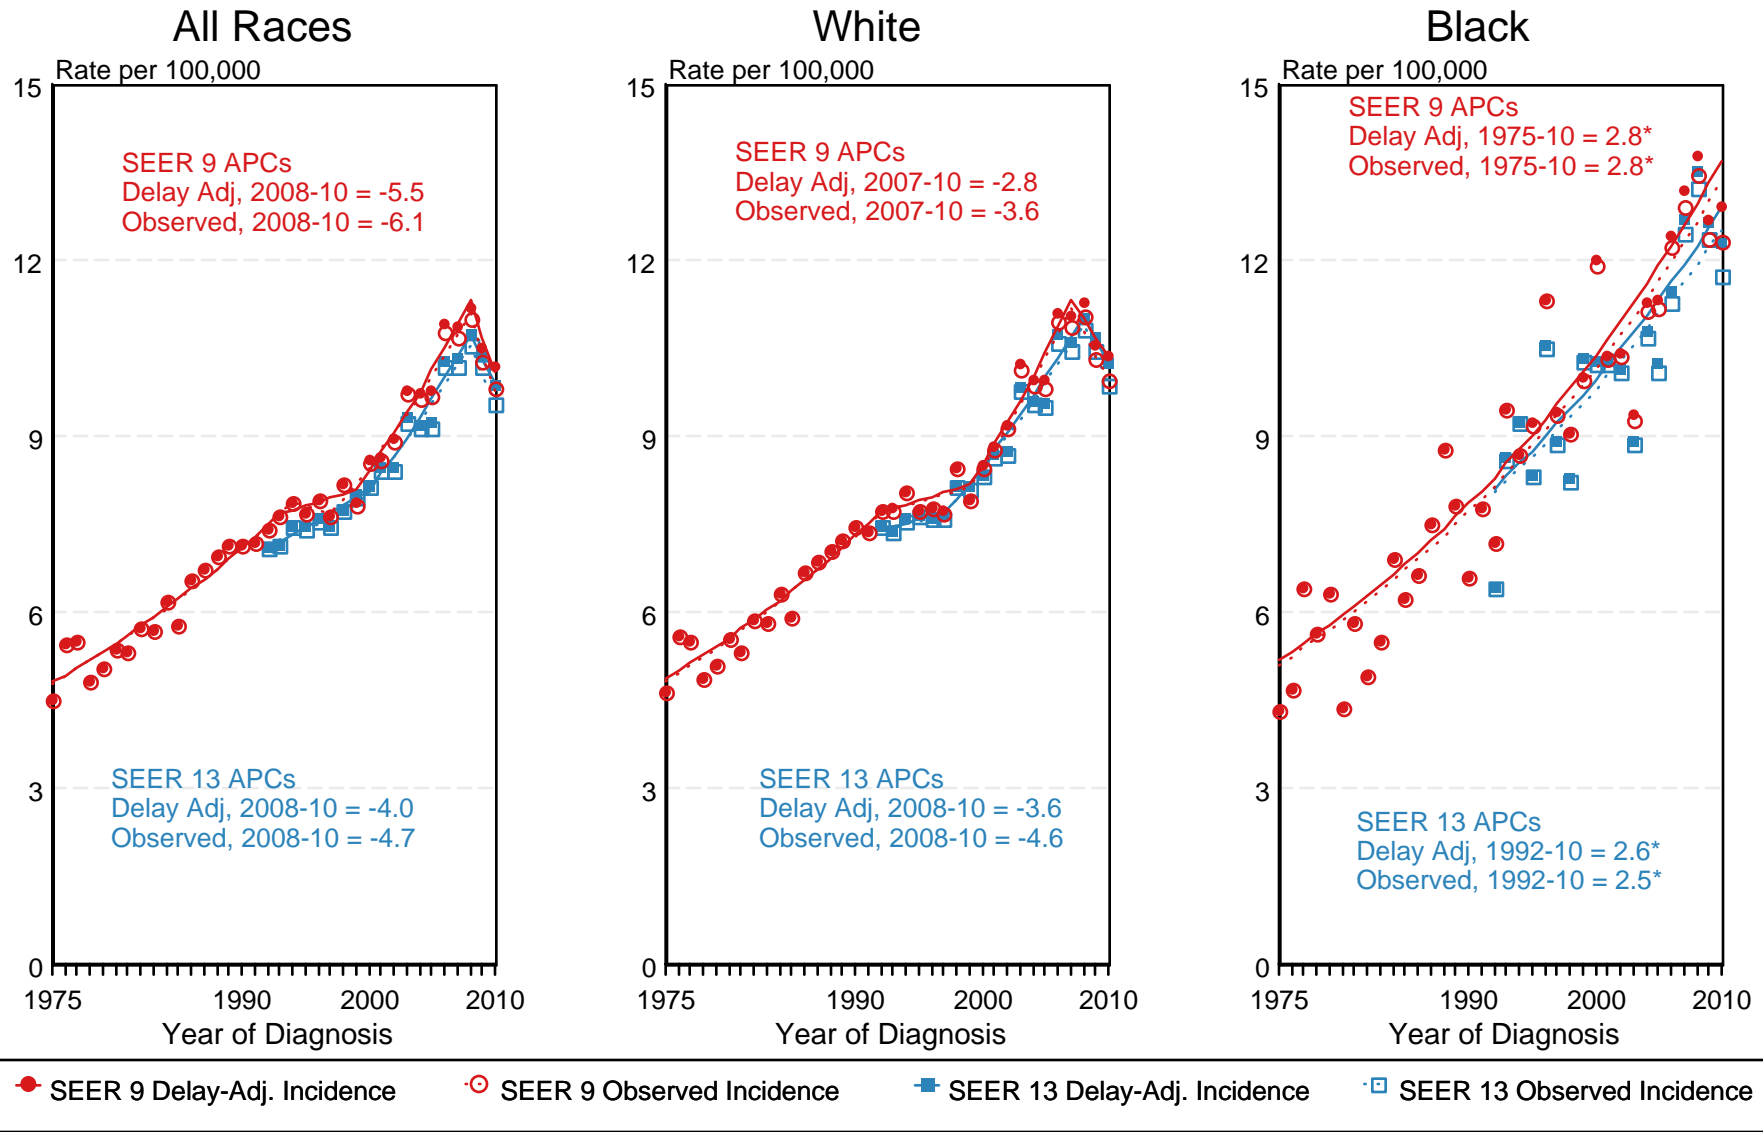 All Races
Rate per 100,000
15
12
9
6
3
0
SEER 9 APCs
Delay Adj, 2008-10 = -5.5
Observed, 2008-10 = -6.1
SEER 13 APCs
Delay Adj, 2008-10 = -4.0
Observed, 2008-10 = -4.7
1975 1990 2000 2010
Year of Diagnosis
White
Rate per 100,000
15
12
9
6
3
0
SEER 9 APCs
Delay Adj, 2007-10 = -2.8
Observed, 2007-10 = -3.6
SEER 13 APCs
Delay Adj, 2008-10 = -3.6
Observed, 2008-10 = -4.6
1975 1990 2000 2010
Year of Diagnosis
Black
Rate per 100,000
15
12
9
6
3
0
SEER 9 APCs
Delay Adj, 1975-10 = 2.8*
Observed, 1975-10 = 2.8*
SEER 13 APCs
Delay Adj, 1992-10 = 2.6*
Observed, 1992-10 = 2.5*
1975 1990 2000 2010
Year of Diagnosis
SEER 9 Delay-Adj. Incidence SEER 9 Observed Incidence SEER 13 Delay-Adj. Incidence SEER 13 Observed Incidence